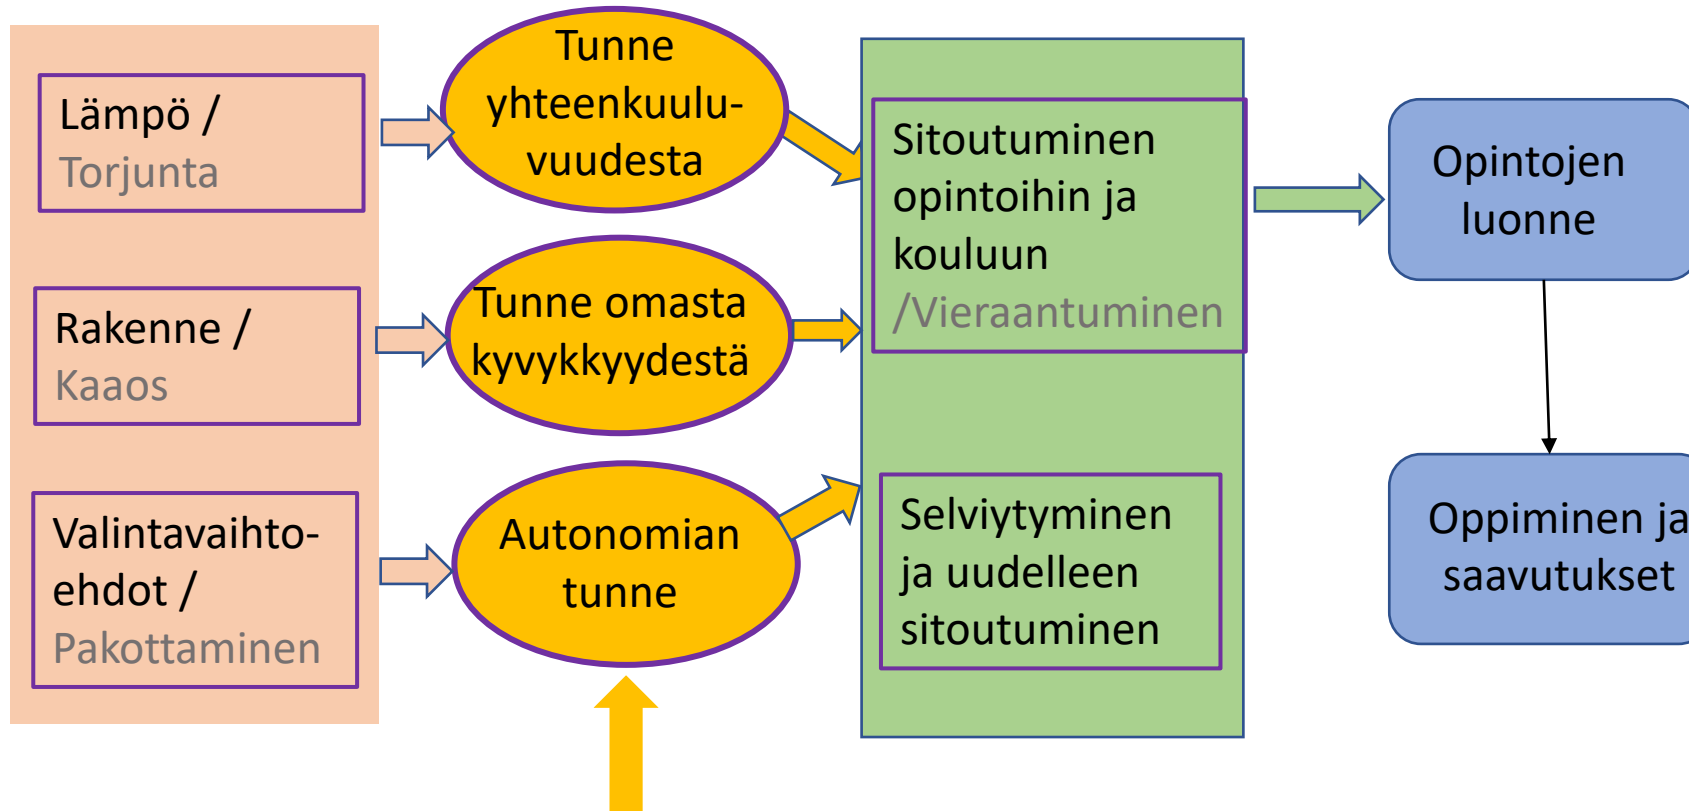 Lämpö /
Torjunta
Rakenne /
Kaaos
Valintavaihto-
ehdot /
Pakottaminen
Tunne
yhteenkuulu-
vuudesta
Tunne omasta
kyvykkyydestä
Autonomian
tunne
Sitoutuminen
opintoihin ja
kouluun
/Vieraantuminen
Selviytyminen
ja uudelleen
sitoutuminen
Opintojen
luonne
Oppiminen ja
saavutukset